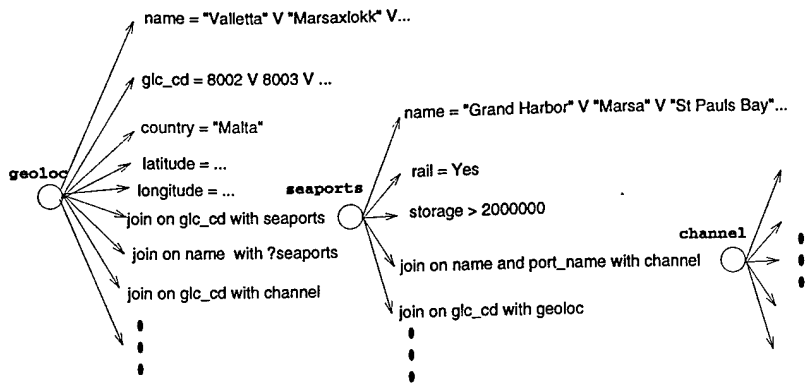 name = "Valletta" V "Marsaxlokk" V...
glc_cd = 8002 V 8003 V ...
country = "Malta"
latitude = ...
longitude = ...
geoloc
join on glc_cd with seaports
join on name with ?seaports
join on glc_cd with channel
name = "Grand Harbor" V "Marsa" V "St Pauls Bay"...
rail = Yes
seaports
storage > 2000000
join on name and port_name with channel
join on glc_cd with geoloc
channel